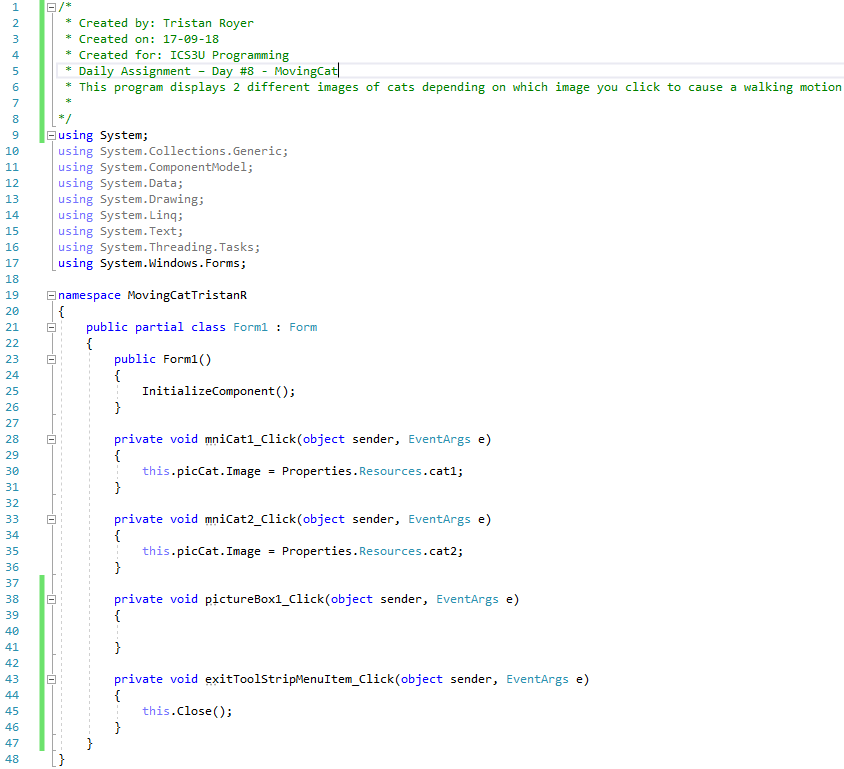 1 /*
2 * Created by: Tristan Royer
3 * Created on: 17-09-18
4 * Created for: ICS3U Programming
5 * Daily Assignment – Day #8 - MovingCat
6 * This program displays 2 different images of cats depending on which image you click to cause a walking motion
7 *
8 */
9 using System;
10 using System.Collections.Generic;
11 using System.ComponentModel;
12 using System.Data;
13 using System.Drawing;
14 using System.Linq;
15 using System.Text;
16 using System.Threading.Tasks;
17 using System.Windows.Forms;
18
19 namespace MovingCatTristanR
20 {
21 public partial class Form1 : Form
22 {
23 public Form1()
24 {
25 InitializeComponent();
26 }
27
28 private void mniCat1_Click(object sender, EventArgs e)
29 {
30 this.picCat.Image = Properties.Resources.cat1;
31 }
32
33 private void mniCat2_Click(object sender, EventArgs e)
34 {
35 this.picCat.Image = Properties.Resources.cat2;
36 }
37
38 private void pictureBox1_Click(object sender, EventArgs e)
39 {
40
41 }
42
43 private void exitToolStripMenuItem_Click(object sender, EventArgs e)
44 {
45 this.Close();
46 }
47 }
48 }